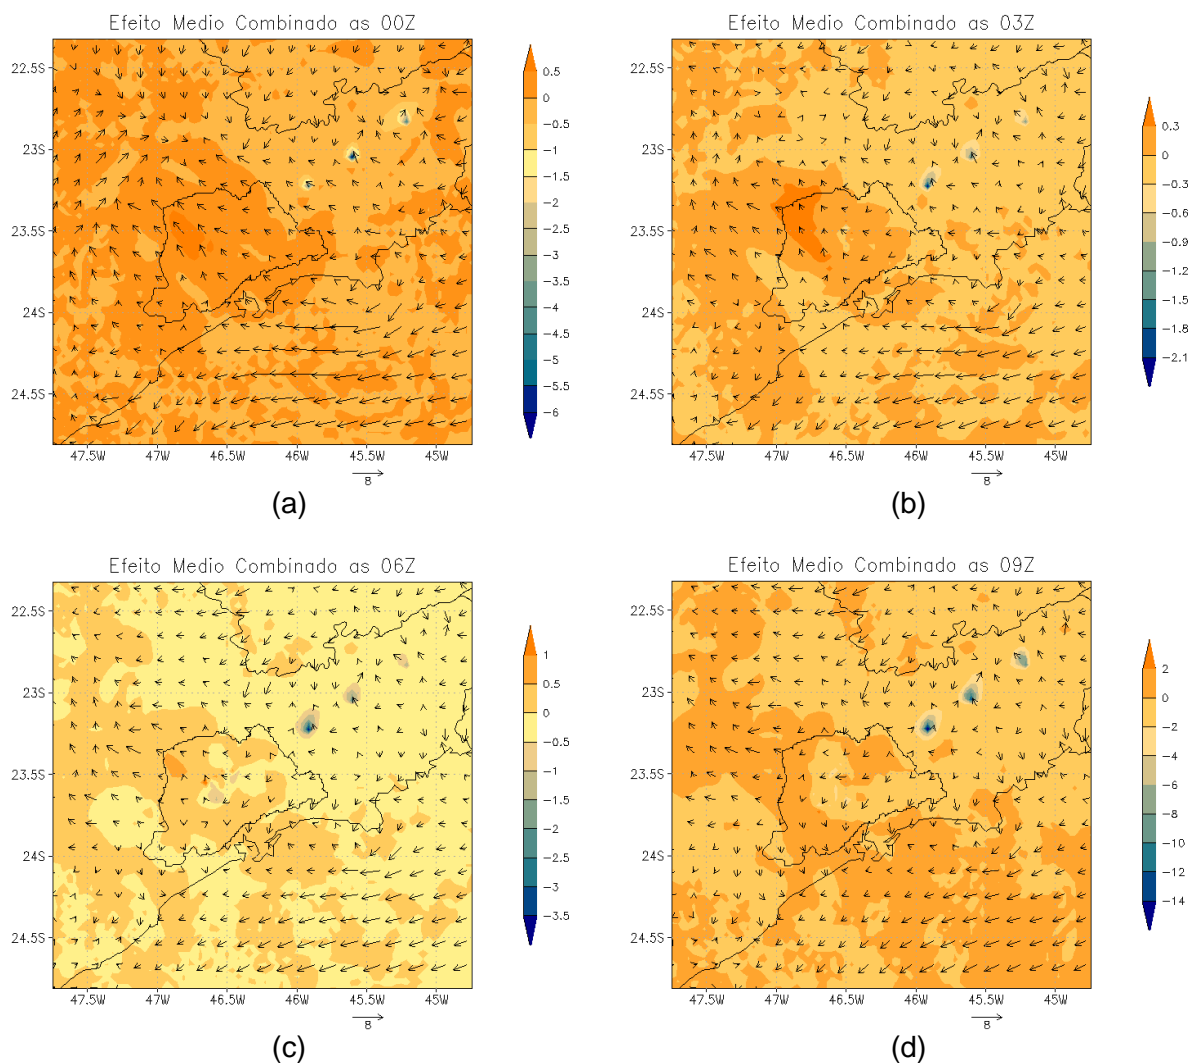 Efeito Medio Combinado as 00Z
22.5S
23S
23.5S
24S
24.5S
47.5W 47W 46.5W 46W 45.5W 45W
8
0.5
0
−0.5
−1
−1.5
−2
−3
−3.5
−4
−4.5
−5
−5.5
−6
(a)
Efeito Medio Combinado as 03Z
22.5S
23S
23.5S
24S
24.5S
47.5W 47W 46.5W 46W 45.5W 45W
8
0.3
0
−0.3
−0.6
−0.9
−1.2
−1.5
−1.8
−2.1
(b)
Efeito Medio Combinado as 06Z
22.5S
23S
23.5S
24S
24.5S
47.5W 47W 46.5W 46W 45.5W 45W
8
1
0.5
0
−0.5
−1
−1.5
−2
−2.5
−3
−3.5
(c)
Efeito Medio Combinado as 09Z
22.5S
23S
23.5S
24S
24.5S
47.5W 47W 46.5W 46W 45.5W 45W
8
2
0
−2
−4
−6
−8
−10
−12
−14
(d)